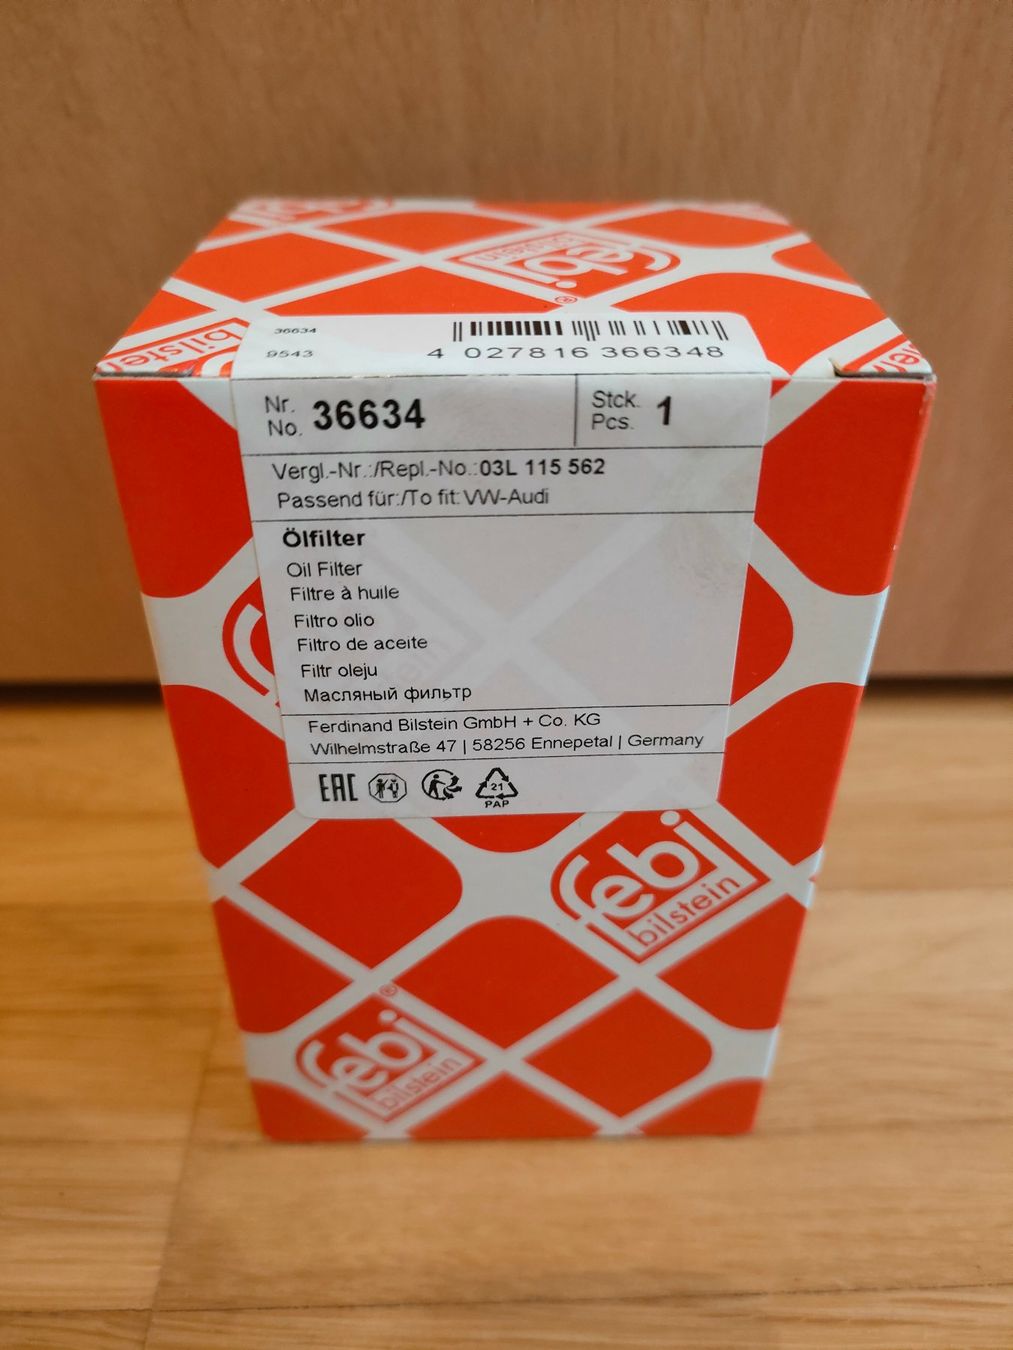 febi
bilstein
®
36634
9543
4 027816 366348
Nr.
No. 36634
Stck.
Pcs. 1
Vergl.-Nr.:/Repl.-No.:03L 115 562
Passend für:/To fit:VW-Audi
Ölfilter
Oil Filter
Filtre à huile
Filtro olio
Filtro de aceite
Filtr oleju
Масляный фильтр
Ferdinand Bilstein GmbH + Co. KG
Wilhelmstraße 47 | 58256 Ennepetal | Germany
EAC
21
PAP
febi
bilstein
®
febi
bilstein